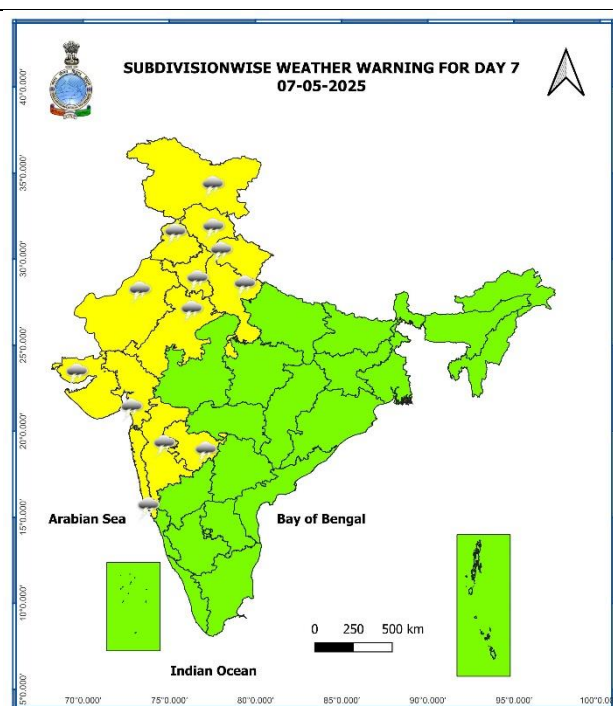 SUBDIVISIONWISE WEATHER WARNING FOR DAY 7
07-05-2025
40°0.000'
35°0.000'
30°0.000'
25°0.000'
20°0.000'
15°0.000'
10°0.000'
5°0.000'
Arabian Sea
Bay of Bengal
0 250 500 km
Indian Ocean
70°0.000' 75°0.000' 80°0.000' 85°0.000' 90°0.000' 95°0.000' 100°0.0